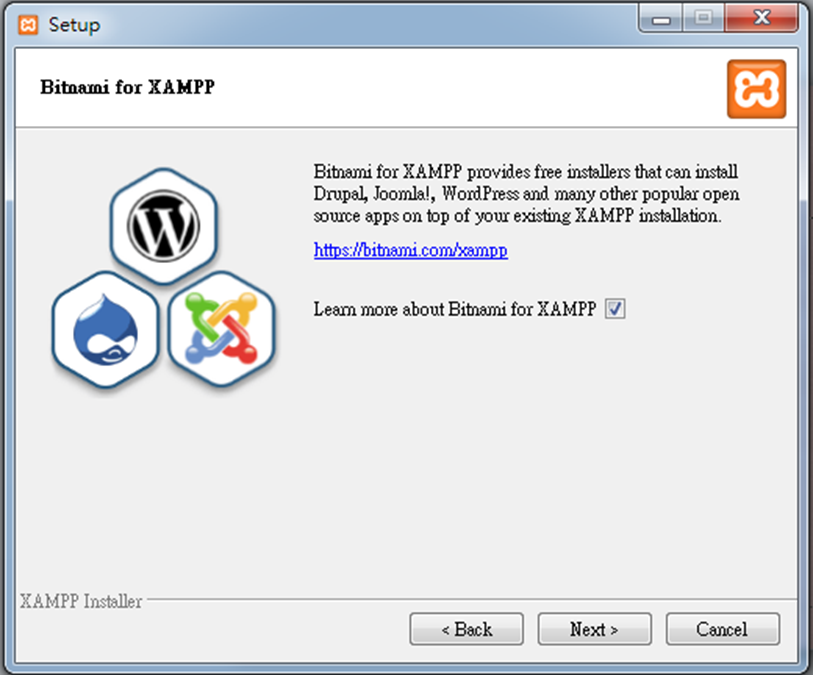 Setup
Bitnami for XAMPP
Bitnami for XAMPP provides free installers that can install
Drupal, Joomla!, WordPress and many other popular open
source apps on top of your existing XAMPP installation.
https://bitnami.com/xampp
Learn more about Bitnami for XAMPP
XAMPP Installer
< Back
Next >
Cancel